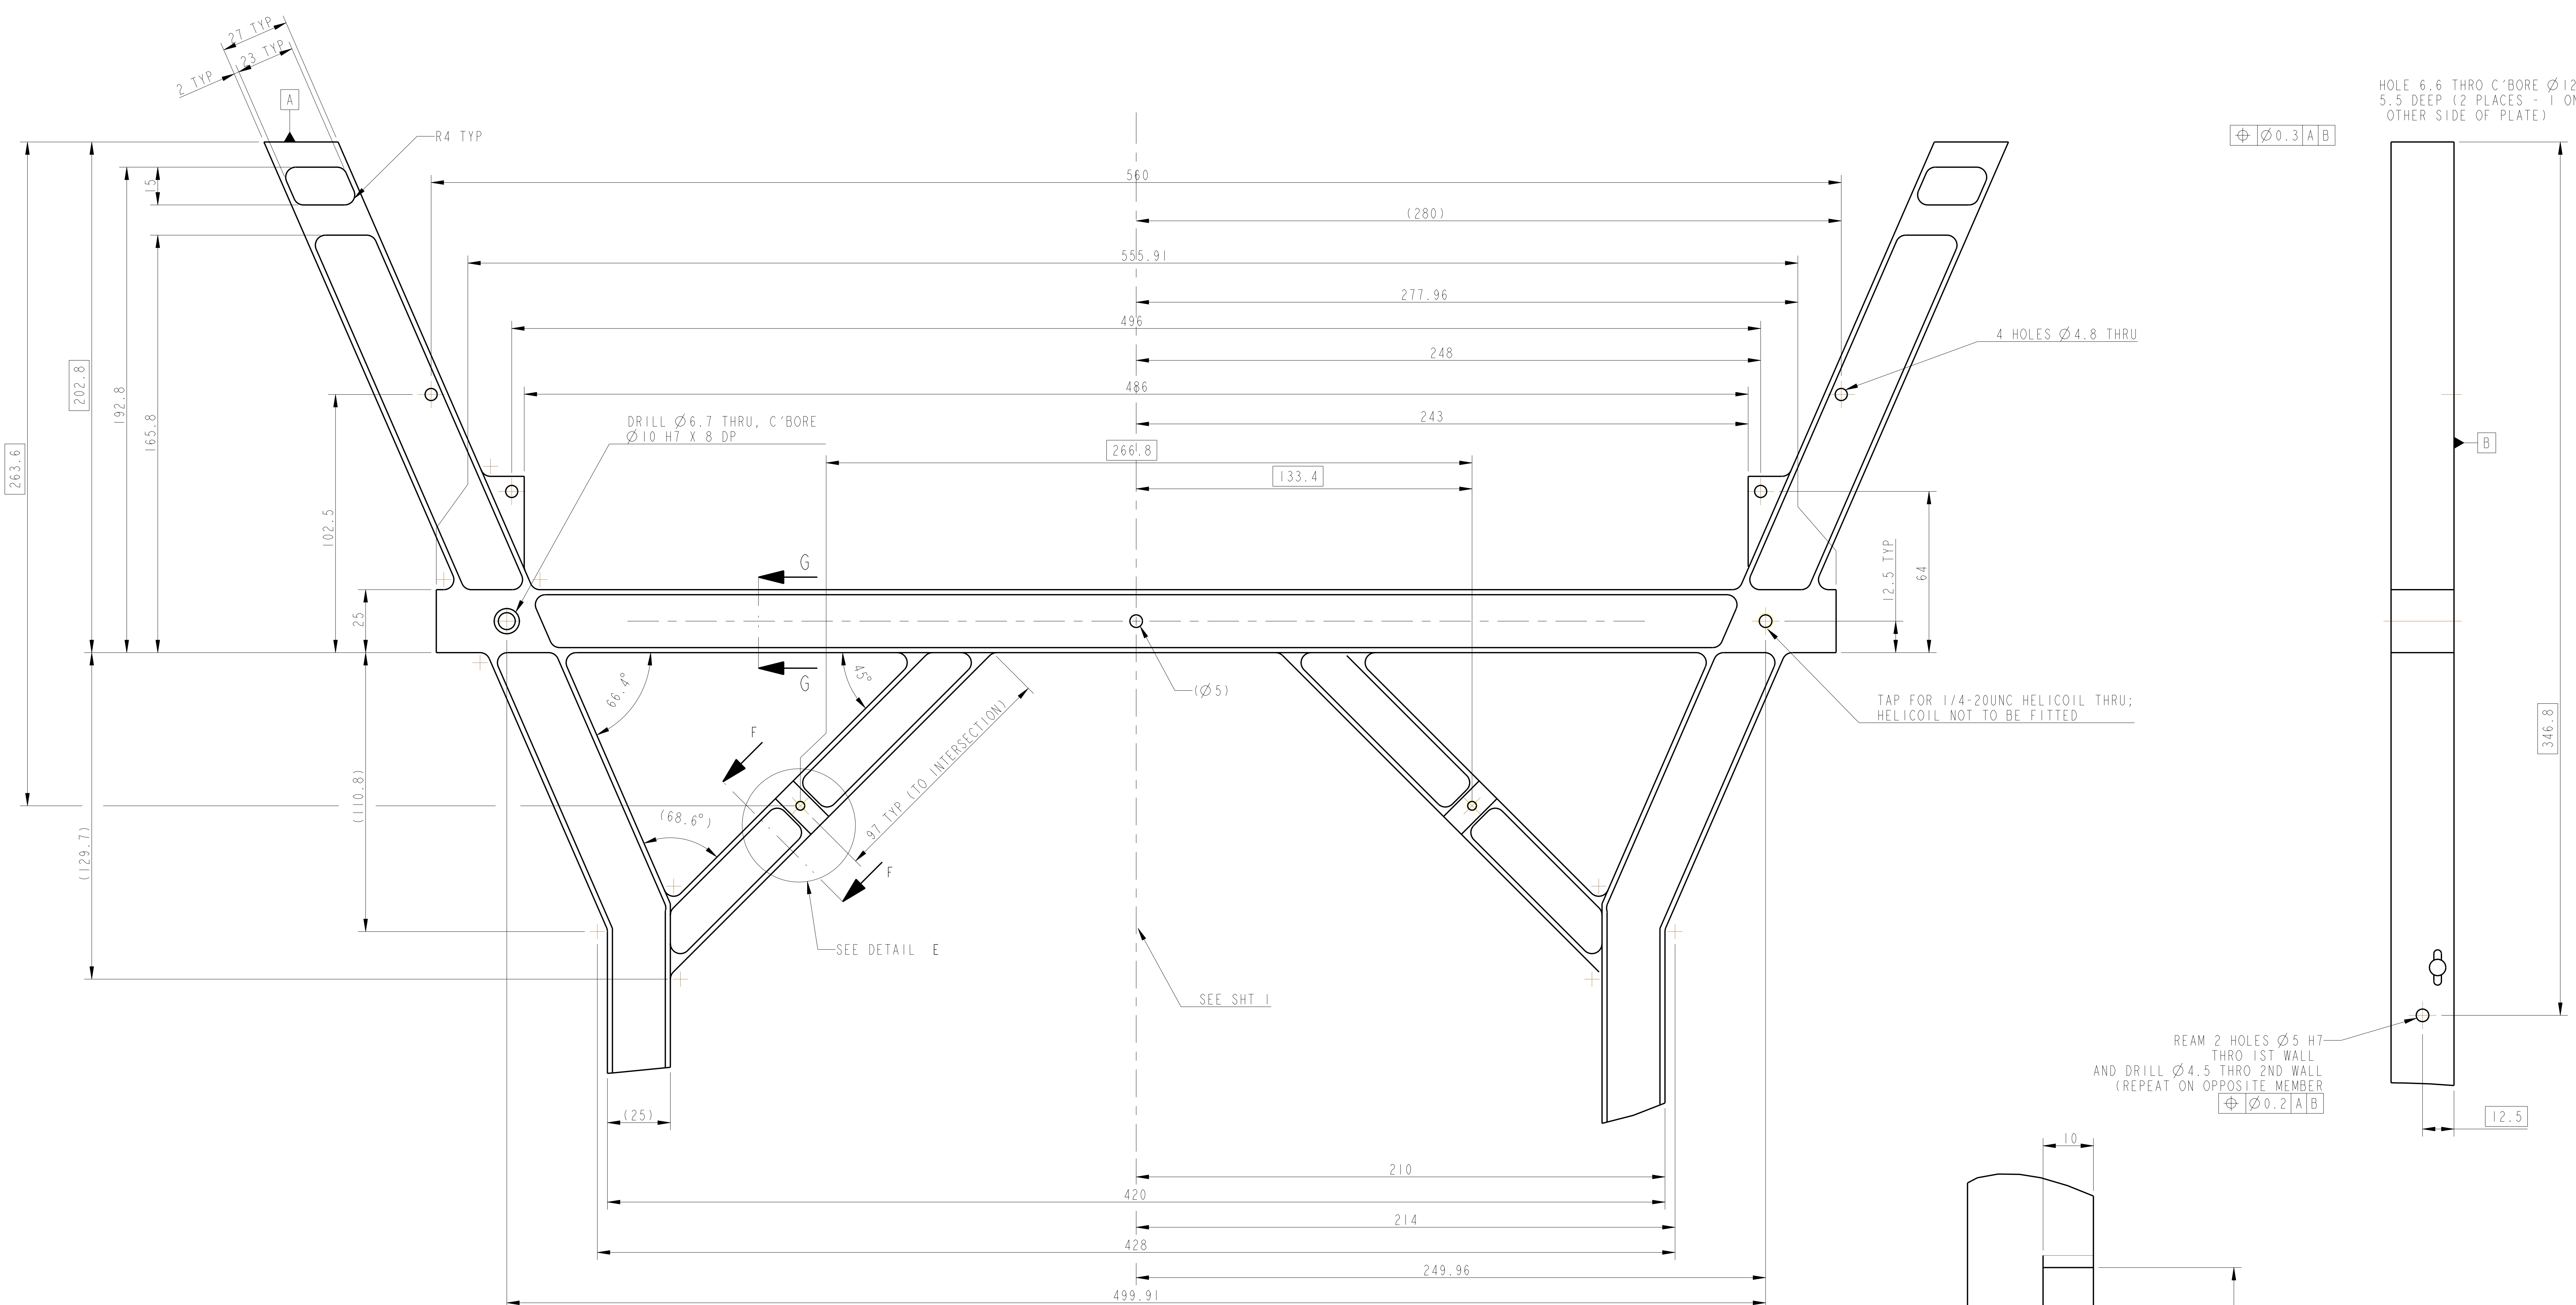 27 TYP
23 TYP
2 TYP
A
R4 TYP
HOLE 6.6 THRO C'BORE Ø12
5.5 DEEP (2 PLACES - 1 ON
OTHER SIDE OF PLATE)
⌖ Ø0.3 A B
560
(280)
15
555.91
277.96
496
248
4 HOLES Ø4.8 THRU
486
243
202.8
192.8
165.8
263.6
102.5
DRILL Ø6.7 THRU, C'BORE
Ø10 H7 X 8 DP
266.8
133.4
B
G
12.5 TYP
64
25
G
66.4°
45°
(Ø5)
TAP FOR 1/4-20UNC HELICOIL THRU;
HELICOIL NOT TO BE FITTED
346.8
F
97 TYP (TO INTERSECTION)
(110.8)
(129.7)
(68.6°)
F
SEE DETAIL E
SEE SHT 1
REAM 2 HOLES Ø5 H7
THRO 1ST WALL
AND DRILL Ø4.5 THRO 2ND WALL
(REPEAT ON OPPOSITE MEMBER
⌖ Ø0.2 A B
12.5
(25)
10
210
420
214
428
249.96
499.91